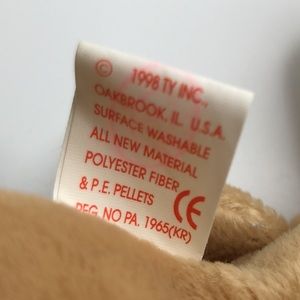 © 1998 TY INC.,
OAKBROOK, IL. U.S.A.
SURFACE WASHABLE
ALL NEW MATERIAL
POLYESTER FIBER
& P.E. PELLETS CE
REG. NO PA. 1965(KR)